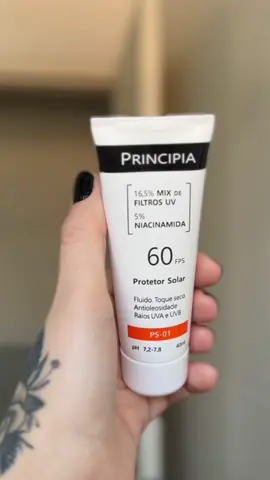 PRINCIPIA
16,5% MIX DE
FILTROS UV
5%
NIACINAMIDA
60 FPS
Protetor Solar
Fluido. Toque seco
Antioleosidade
Raios UVA e UVB
PS-01
pH 7,2-7,8 40ml